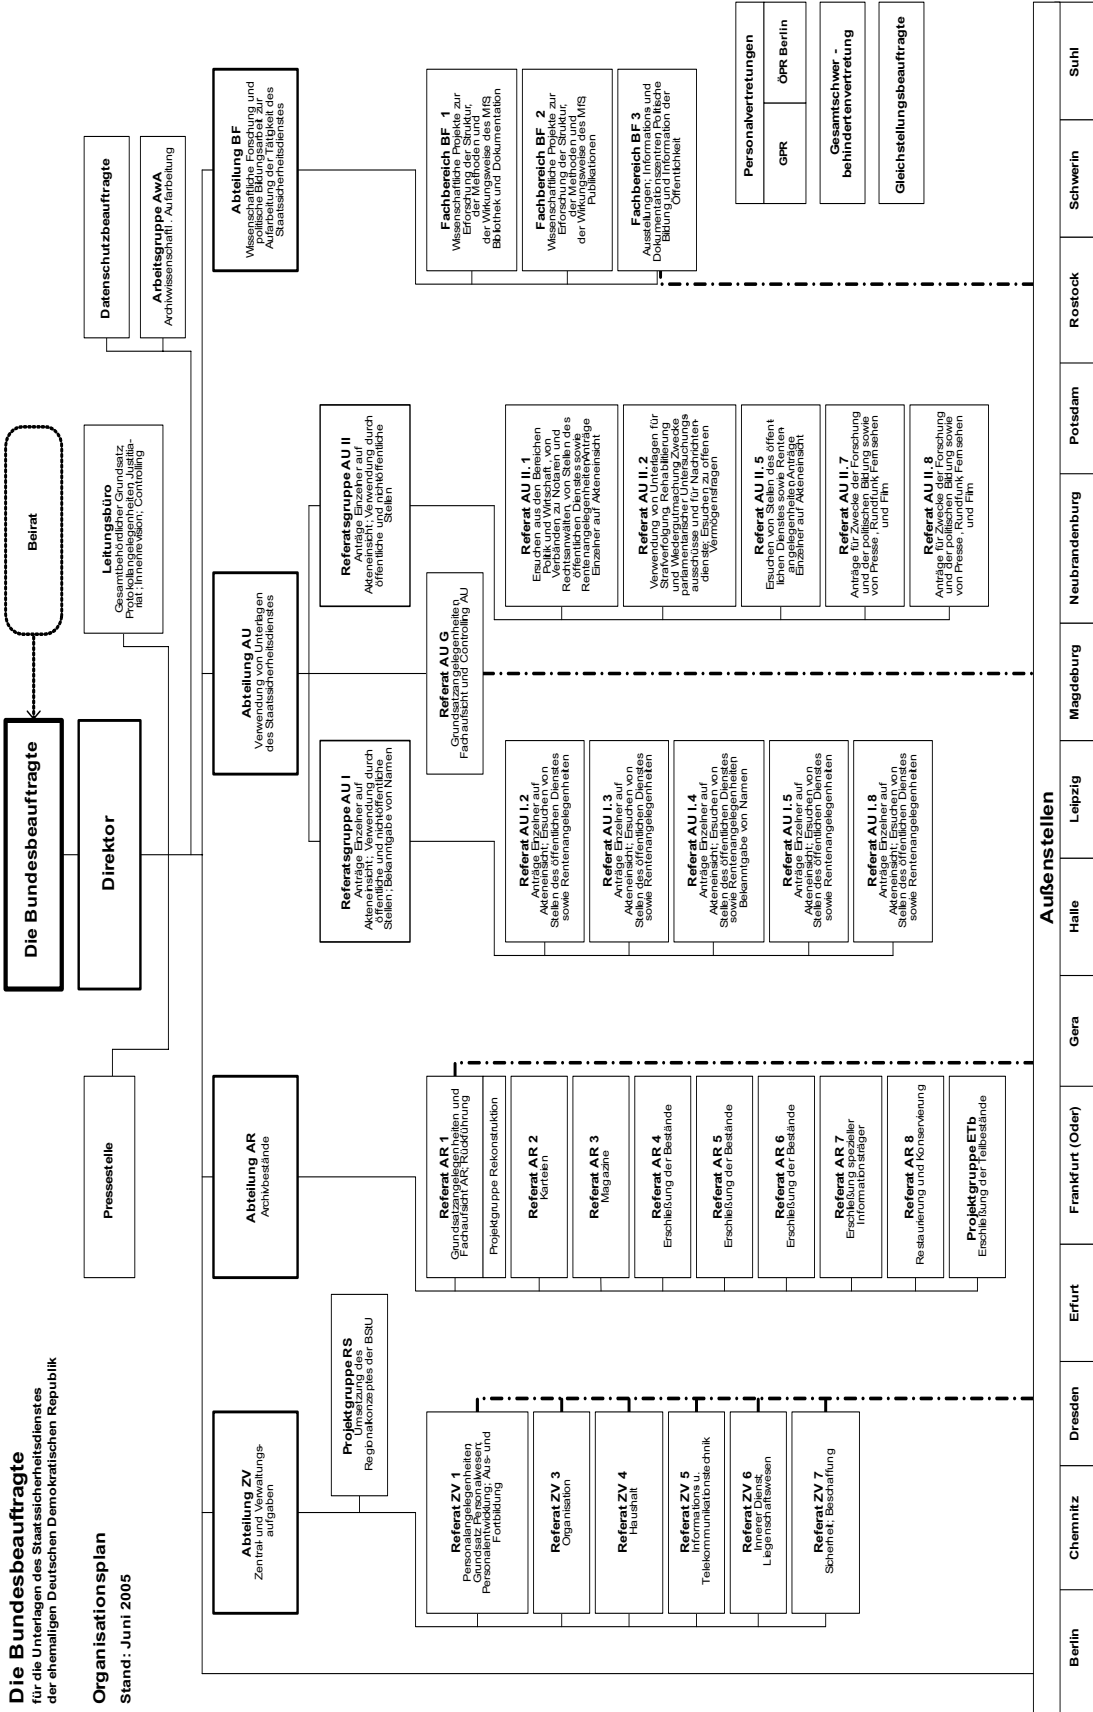 Die Bundesbeauftragte
für die Unterlagen des Staatssicherheitsdienstes
der ehemaligen Deutschen Demokratischen Republik
Organisationsplan
Stand: Juni 2005
Die Bundesbeauftragte
Beirat
Direktor
Pressestelle
Leitungsbüro
Gesamtbehördlicher Grundsatz;
Protokollangelegenheiten; Justitia-
riat; Innenrevision; Controlling
Datenschutzbeauftragte
Arbeitsgruppe AwA
Archivwissenschaftl. Aufarbeitung
Abteilung ZV
Zentral- und Verwaltungs-
aufgaben
Projektgruppe RS
Umsetzung des
Regionalkonzeptes der BStU
Referat ZV 1
Personalangelegenheiten;
Grundsatz Personalwesen;
Personalentwicklung; Aus- und
Fortbildung
Referat ZV 3
Organisation
Referat ZV 4
Haushalt
Referat ZV 5
Informations u.
Telekommunikationstechnik
Referat ZV 6
Innerer Dienst;
Liegenschaftswesen
Referat ZV 7
Sicherheit; Beschaffung
Abteilung AR
Archivbestände
Referat AR 1
Grundsatzangelegenheiten und
Fachaufsicht AR; Rückführung
Projektgruppe Rekonstruktion
Referat AR 2
Karteien
Referat AR 3
Magazine
Referat AR 4
Erschließung der Bestände
Referat AR 5
Erschließung der Bestände
Referat AR 6
Erschließung der Bestände
Referat AR 7
Erschließung spezieller
Informationsträger
Referat AR 8
Restaurierung und Konservierung
Projektgruppe ETb
Erschließung der Teilbestände
Abteilung AU
Verwendung von Unterlagen
des Staatssicherheitsdienstes
Referatsgruppe AU I
Anträge Einzelner auf
Akteneinsicht; Verwendung durch
öffentliche und nichtöffentliche
Stellen; Bekanntgabe von Namen
Referat AU G
Grundsatzangelegenheiten,
Fachaufsicht und Controlling AU
Referatsgruppe AU II
Anträge Einzelner auf
Akteneinsicht; Verwendung durch
öffentliche und nichtöffentliche
Stellen
Referat AU I.2
Anträge Einzelner auf
Akteneinsicht; Ersuchen von
Stellen des öffentlichen Dienstes
sowie Rentenangelegenheiten
Referat AU I.3
Anträge Einzelner auf
Akteneinsicht; Ersuchen von
Stellen des öffentlichen Dienstes
sowie Rentenangelegenheiten
Referat AU I.4
Anträge Einzelner auf
Akteneinsicht; Ersuchen von
Stellen des öffentlichen Dienstes
sowie Rentenangelegenheiten
Bekanntgabe von Namen
Referat AU I.5
Anträge Einzelner auf
Akteneinsicht; Ersuchen von
Stellen des öffentlichen Dienstes
sowie Rentenangelegenheiten
Referat AU I.8
Anträge Einzelner auf
Akteneinsicht; Ersuchen von
Stellen des öffentlichen Dienstes
sowie Rentenangelegenheiten
Referat AU II.1
Ersuchen aus den Bereichen
Politik und Wirtschaft, von
Verbänden, zu Notaren und
Rechtsanwälten, von Stellen des
öffentlichen Dienstes sowie
Rentenangelegenheiten Anträge
Einzelner auf Akteneinsicht
Referat AU II.2
Verwendung von Unterlagen für
Strafverfolgung, Rehabilitierung
und Wiedergutmachung Zwecke
parlamentarischer Untersuchungs
ausschüsse und für Nachrichten-
dienste; Ersuchen zu offenen
Vermögensfragen
Referat AU II.5
Ersuchen von Stellen des öffent-
lichen Dienstes sowie Renten-
angelegenheiten Anträge
Einzelner auf Akteneinsicht
Referat AU II.7
Anträge für Zwecke der Forschung
und der politischen Bildung sowie
von Presse, Rundfunk Fernsehen
und Film
Referat AU II.8
Anträge für Zwecke der Forschung
und der politischen Bildung sowie
von Presse, Rundfunk Fernsehen
und Film
Abteilung BF
Wissenschaftliche Forschung und
politische Bildungsarbeit zur
Aufarbeitung der Tätigkeit des
Staatssicherheitsdienstes
Fachbereich BF 1
Wissenschaftliche Projekte zur
Erforschung der Struktur,
der Methoden und
der Wirkungsweise des MfS;
Bibliothek und Dokumentation
Fachbereich BF 2
Wissenschaftliche Projekte zur
Erforschung der Struktur,
der Methoden und
der Wirkungsweise des MfS;
Publikationen
Fachbereich BF 3
Ausstellungen; Informations und
Dokumentationszentren; Politische
Bildung und Information der
Öffentlichkeit
Personalvertretungen
GPR
ÖPR Berlin
Gesamtschwer -
behindertenvertretung
Gleichstellungsbeauftragte
Außenstellen
Berlin
Chemnitz
Dresden
Erfurt
Frankfurt (Oder)
Gera
Halle
Leipzig
Magdeburg
Neubrandenburg
Potsdam
Rostock
Schwerin
Suhl